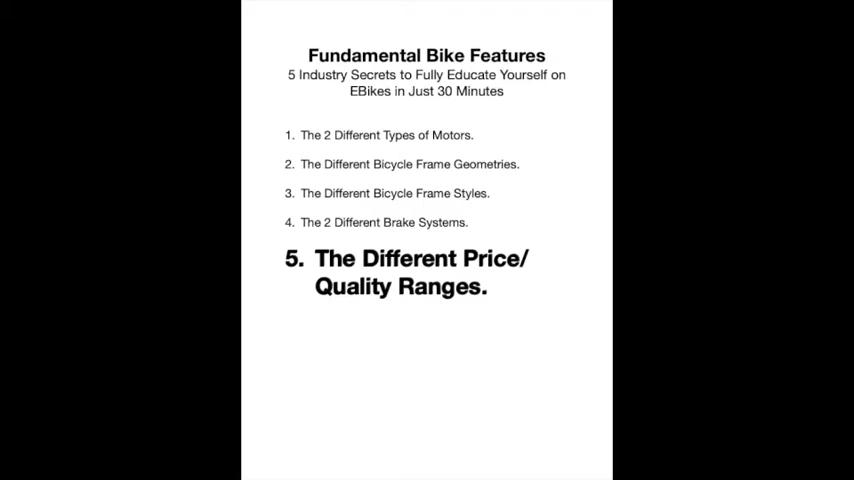 Fundamental Bike Features
5 Industry Secrets to Fully Educate Yourself on
EBikes in Just 30 Minutes
1. The 2 Different Types of Motors.
2. The Different Bicycle Frame Geometries.
3. The Different Bicycle Frame Styles.
4. The 2 Different Brake Systems.
5. The Different Price/
Quality Ranges.